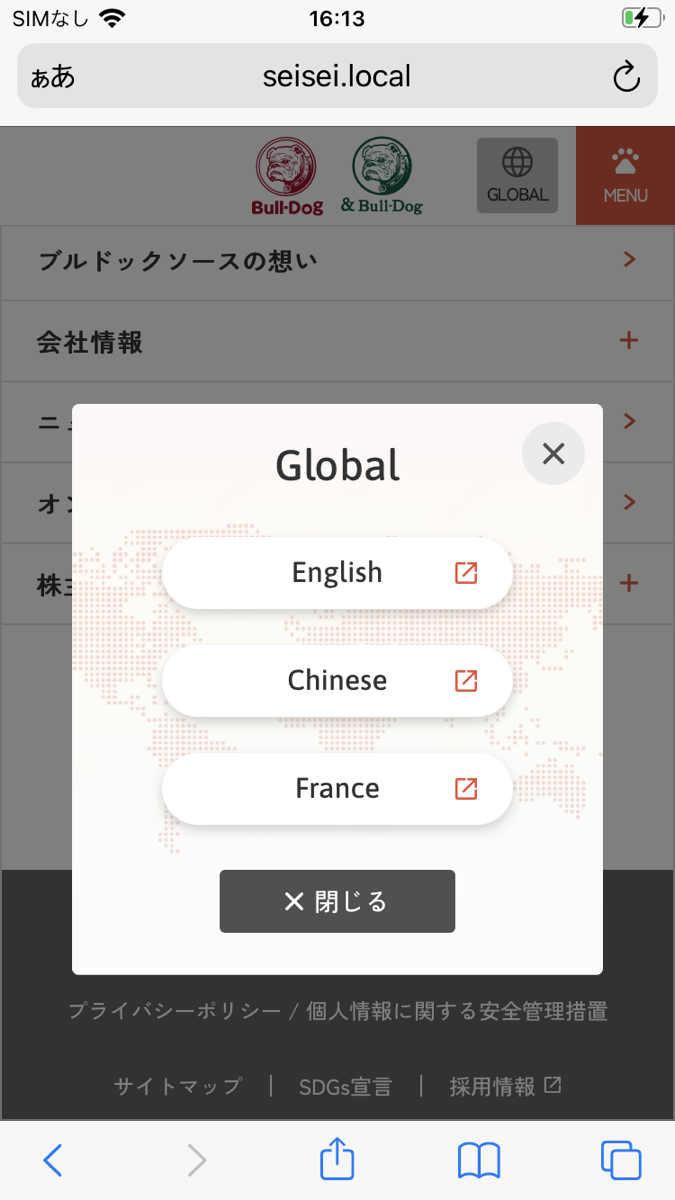 SIMなし 16:13
ぁあ seisei.local
Bull-Dog & Bull-Dog GLOBAL MENU
ブルドックソースの想い
会社情報
ニュ
オン
株主
Global
English
Chinese
France
× 閉じる
プライバシーポリシー / 個人情報に関する安全管理措置
サイトマップ | SDGs宣言 | 採用情報